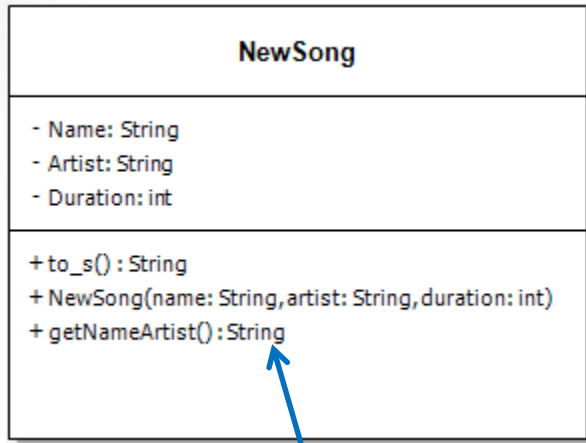 NewSong
- Name: String
- Artist: String
- Duration: int
+ to_s() : String
+ NewSong(name: String,artist: String,duration: int)
+ getNameArtist() : String